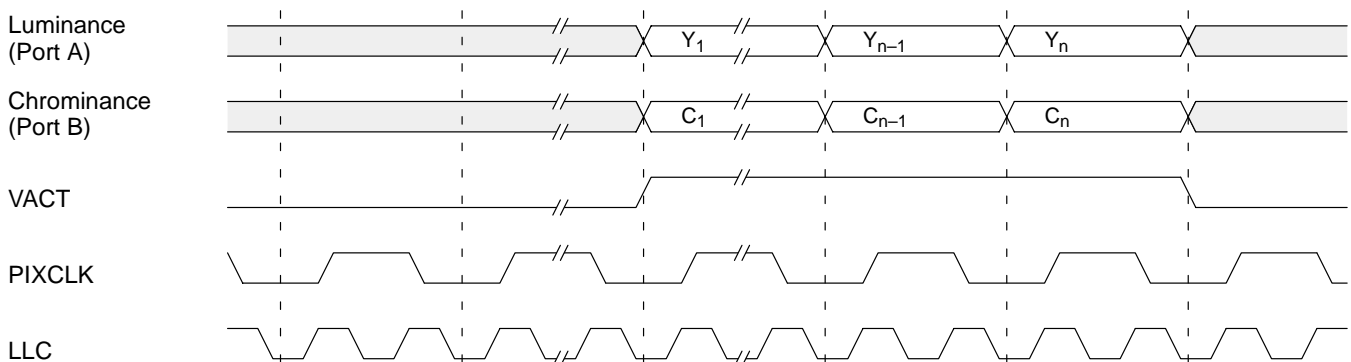 Luminance
(Port A)
Y1
Yn–1
Yn
Chrominance
(Port B)
C1
Cn–1
Cn
VACT
PIXCLK
LLC